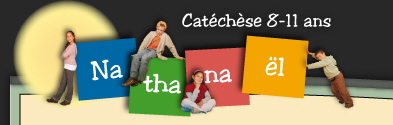 Catéchèse 8-11 ans
Na tha na ël